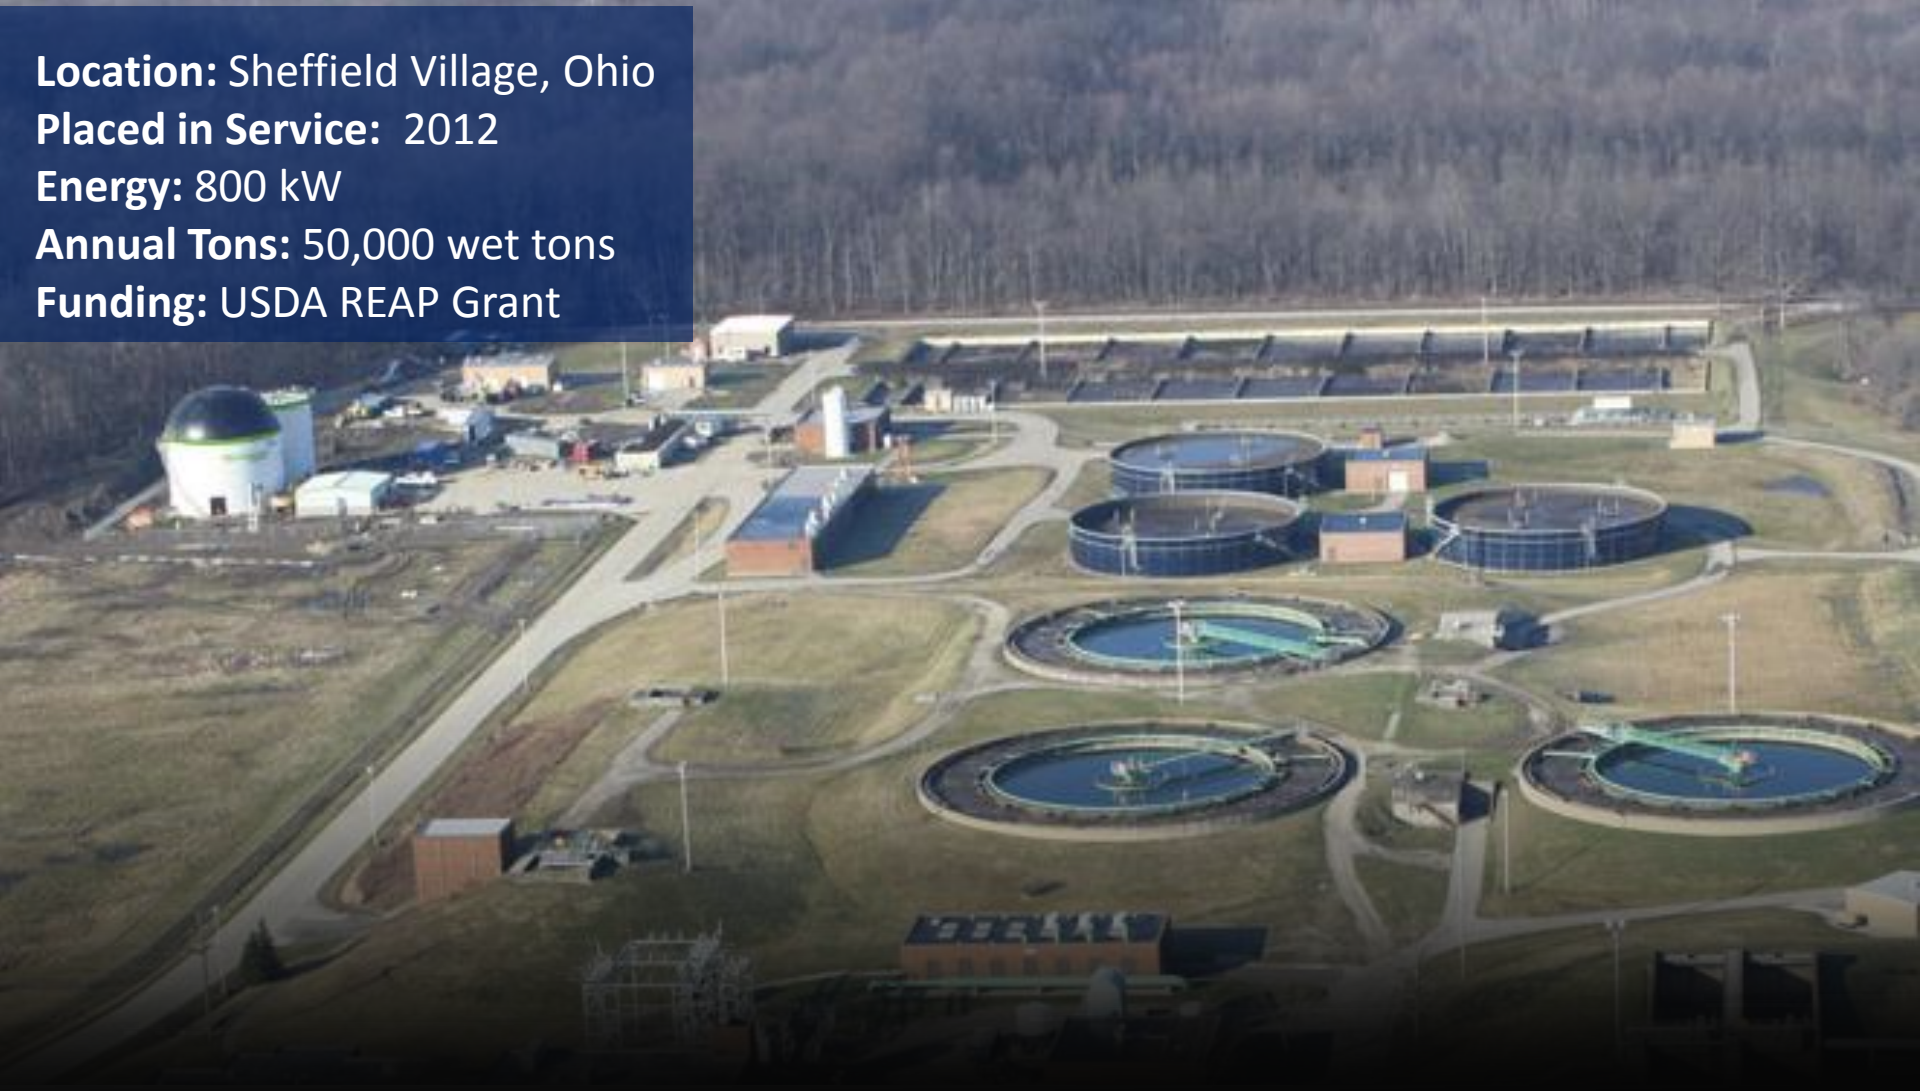 Location: Sheffield Village, Ohio
Placed in Service: 2012
Energy: 800 kW
Annual Tons: 50,000 wet tons
Funding: USDA REAP Grant